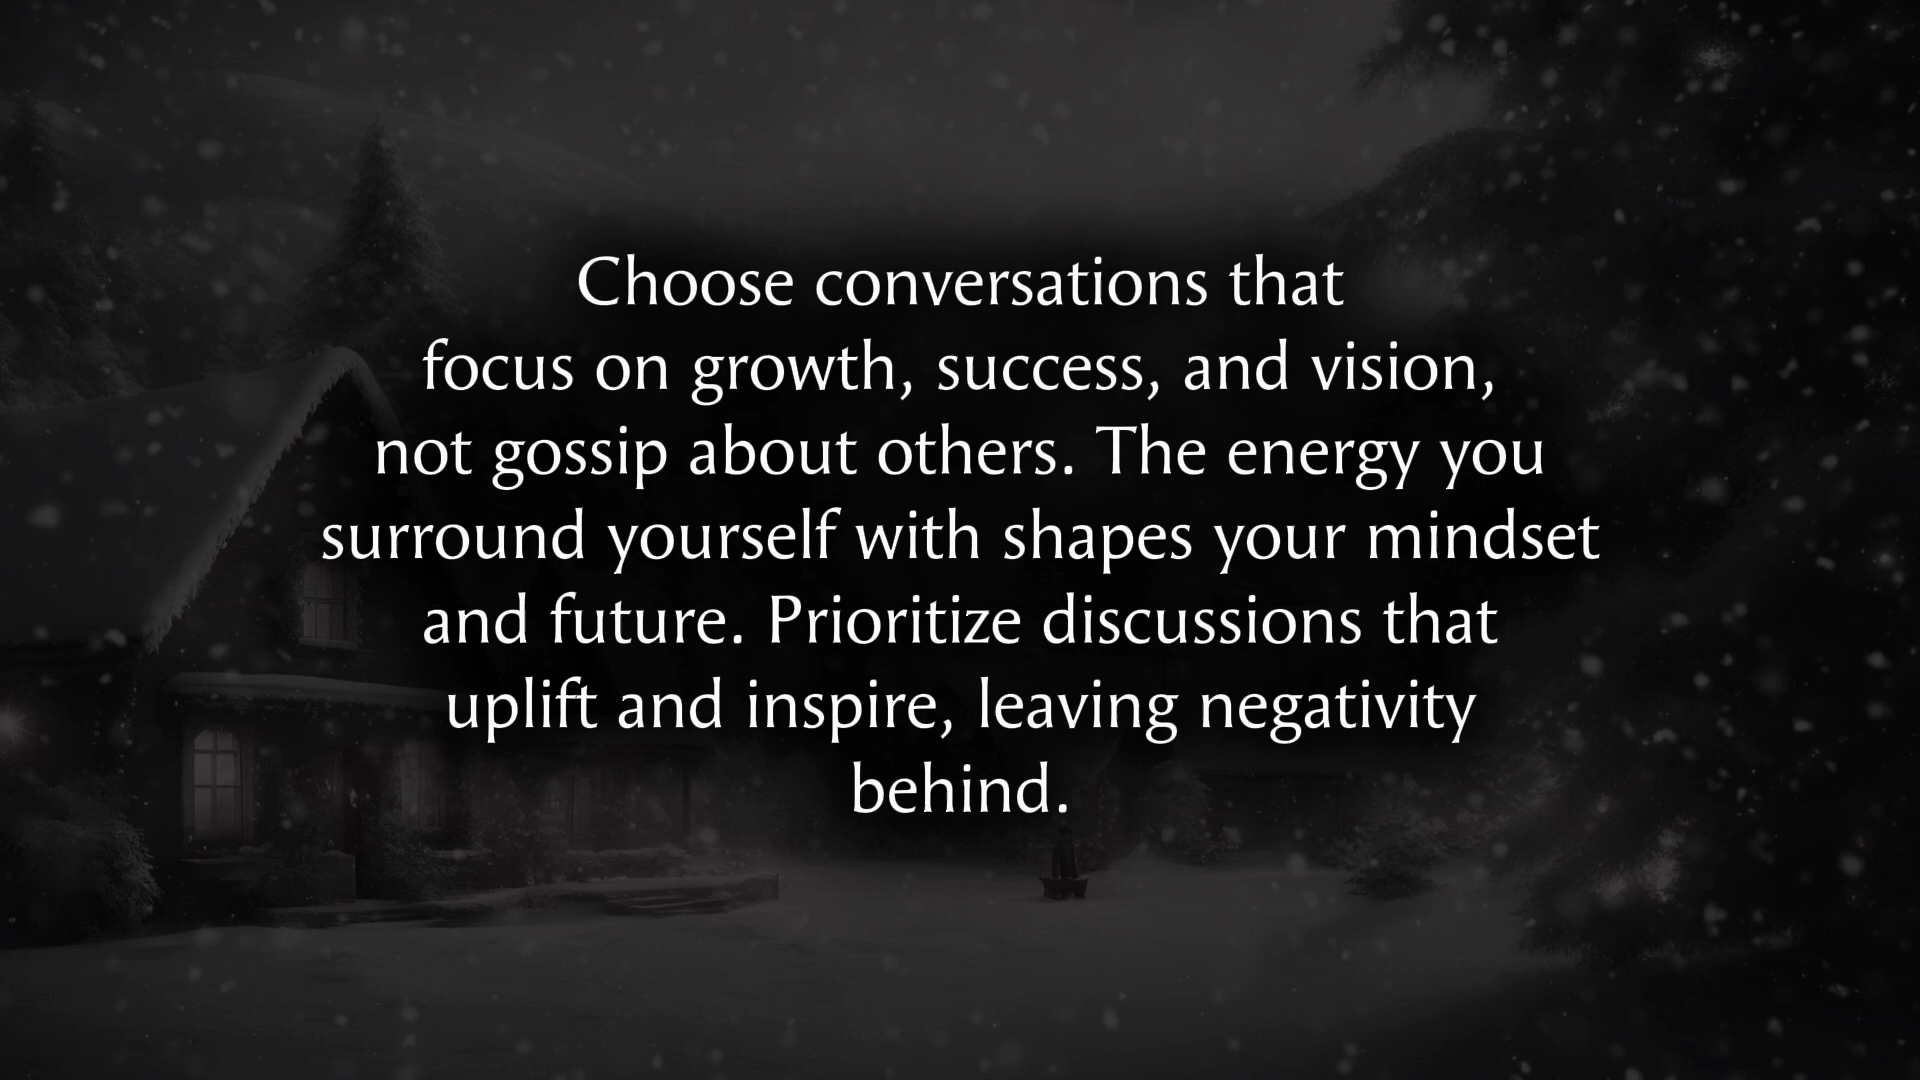 Choose conversations that
focus on growth, success, and vision,
not gossip about others. The energy you
surround yourself with shapes your mindset
and future. Prioritize discussions that
uplift and inspire, leaving negativity
behind.